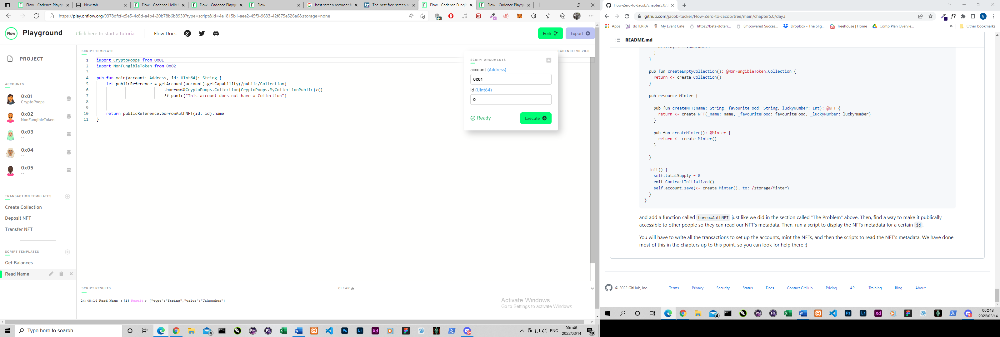 Flow - Cadence Playgr
New tab
Flow - Cadence Hello
Flow - Cadence Playgr
Flow -
best screen recorder f
The best free screen re
Flow - Cadence Fungil
Flow - Cadence Playgr
https://play.onflow.org/9378dfcf-c5e5-4c8d-a4b4-20b78b6b8930?type=script&id=4e1815b1-aee2-45f3-9633-42f875e526a6&storage=none
Flow
Playground
Click here to start a tutorial
Flow Docs
Fork
Export
PROJECT
ACCOUNTS
0x01
CryptoPoops
0x02
NonFungibleToken
0x03
--
0x04
--
0x05
--
TRANSACTION TEMPLATES
Create Collection
Deposit NFT
Transfer NFT
SCRIPT TEMPLATES
Get Balances
Read Name
SCRIPT TEMPLATE
CADENCE: V0.20.0
1 import CryptoPoops from 0x01
2 import NonFungibleToken from 0x02
3
4 pub fun main(account: Address, id: UInt64): String {
5 let publicReference = getAccount(account).getCapability(/public/Collection)
6 .borrow<&CryptoPoops.Collection{CryptoPoops.MyCollectionPublic}>()
7 ?? panic("This account does not have a Collection")
8
9
10 return publicReference.borrowAuthNFT(id: id).name
11 }
SCRIPT ARGUMENTS
account (Address)
0x01
id (UInt64)
0
Ready
Execute
SCRIPT RESULTS
CLEAR
24:48:14 Read Name > [1] Result > {"type":"String","value":"Jakooobus"}
Activate Windows
Go to Settings to activate Windows.
Type here to search
ENG
00:48
2022/03/14
10
Flow-Zero-to-Jacob/chapter5.0/d
github.com/jacob-tucker/Flow-Zero-to-Jacob/tree/main/chapter5.0/day3
Apps
doTERRA
My Event Cafe
https://beta-doterr...
Empowered Succes...
Dropbox - The Slig...
Treehouse | Home
Comp Plan Overvie...
Other bookmarks
README.md
destroy self.ownedNFTs
}
}
pub fun createEmptyCollection(): @NonFungibleToken.Collection {
return <- create Collection()
}
pub resource Minter {
pub fun createNFT(name: String, favouriteFood: String, luckyNumber: Int): @NFT {
return <- create NFT(_name: name, _favouriteFood: favouriteFood, _luckyNumber: luckyNumber)
}
pub fun createMinter(): @Minter {
return <- create Minter()
}
}
init() {
self.totalSupply = 0
emit ContractInitialized()
self.account.save(<- create Minter(), to: /storage/Minter)
}
}
and add a function called borrowAuthNFT just like we did in the section called "The Problem" above. Then, find a way to make it publically
accessible to other people so they can read our NFT's metadata. Then, run a script to display the NFTs metadata for a certain id .
You will have to write all the transactions to set up the accounts, mint the NFTs, and then the scripts to read the NFT's metadata. We have done
most of this in the chapters up to this point, so you can look for help there :)
© 2022 GitHub, Inc.
Terms
Privacy
Security
Status
Docs
Contact GitHub
Pricing
API
Training
Blog
About
00:48
2022/03/14